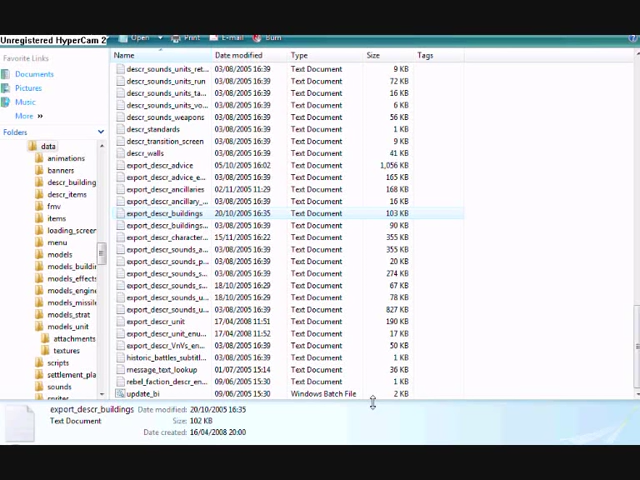 Unregistered HyperCam 2
Open Print E-mail Burn
Favorite Links
Documents
Pictures
Music
More »
Folders
data
animations
banners
descr_building
descr_items
fmv
items
loading_screen
menu
models
models_buildi
models_effects
models_engine
models_missile
models_strat
models_unit
attachments
textures
scripts
settlement_pla
sounds
Name Date modified Type Size Tags
descr_sounds_units_ret... 03/08/2005 16:39 Text Document 9 KB
descr_sounds_units_run 03/08/2005 16:39 Text Document 72 KB
descr_sounds_units_ta... 03/08/2005 16:39 Text Document 16 KB
descr_sounds_units_vo... 03/08/2005 16:39 Text Document 6 KB
descr_sounds_weapons 03/08/2005 16:39 Text Document 56 KB
descr_standards 03/08/2005 16:39 Text Document 1 KB
descr_transition_screen 03/08/2005 16:39 Text Document 9 KB
descr_walls 03/08/2005 16:39 Text Document 41 KB
export_descr_advice 05/10/2005 16:02 Text Document 1,056 KB
export_descr_advice_e... 03/08/2005 16:39 Text Document 165 KB
export_descr_ancillaries 02/11/2005 11:29 Text Document 168 KB
export_descr_ancillary_... 03/08/2005 16:39 Text Document 16 KB
export_descr_buildings 20/10/2005 16:35 Text Document 103 KB
export_descr_buildings... 03/08/2005 16:39 Text Document 90 KB
export_descr_character... 15/11/2005 16:22 Text Document 355 KB
export_descr_sounds_a... 03/08/2005 16:39 Text Document 355 KB
export_descr_sounds_p... 03/08/2005 16:39 Text Document 20 KB
export_descr_sounds_s... 03/08/2005 16:39 Text Document 274 KB
export_descr_sounds_u... 18/10/2005 16:29 Text Document 67 KB
export_descr_sounds_u... 18/10/2005 16:29 Text Document 78 KB
export_descr_sounds_u... 03/08/2005 16:39 Text Document 827 KB
export_descr_unit 17/04/2008 11:51 Text Document 190 KB
export_descr_unit_enu... 17/04/2008 11:52 Text Document 17 KB
export_descr_VnVs_en... 03/08/2005 16:39 Text Document 50 KB
historic_battles_subtitl... 03/08/2005 16:39 Text Document 1 KB
message_text_lookup 01/07/2005 15:14 Text Document 36 KB
rebel_faction_descr_en... 03/08/2005 16:39 Text Document 1 KB
update_bi 09/06/2005 15:30 Windows Batch File 2 KB
export_descr_buildings Date modified: 20/10/2005 16:35
Text Document Size: 102 KB
Date created: 16/04/2008 20:00